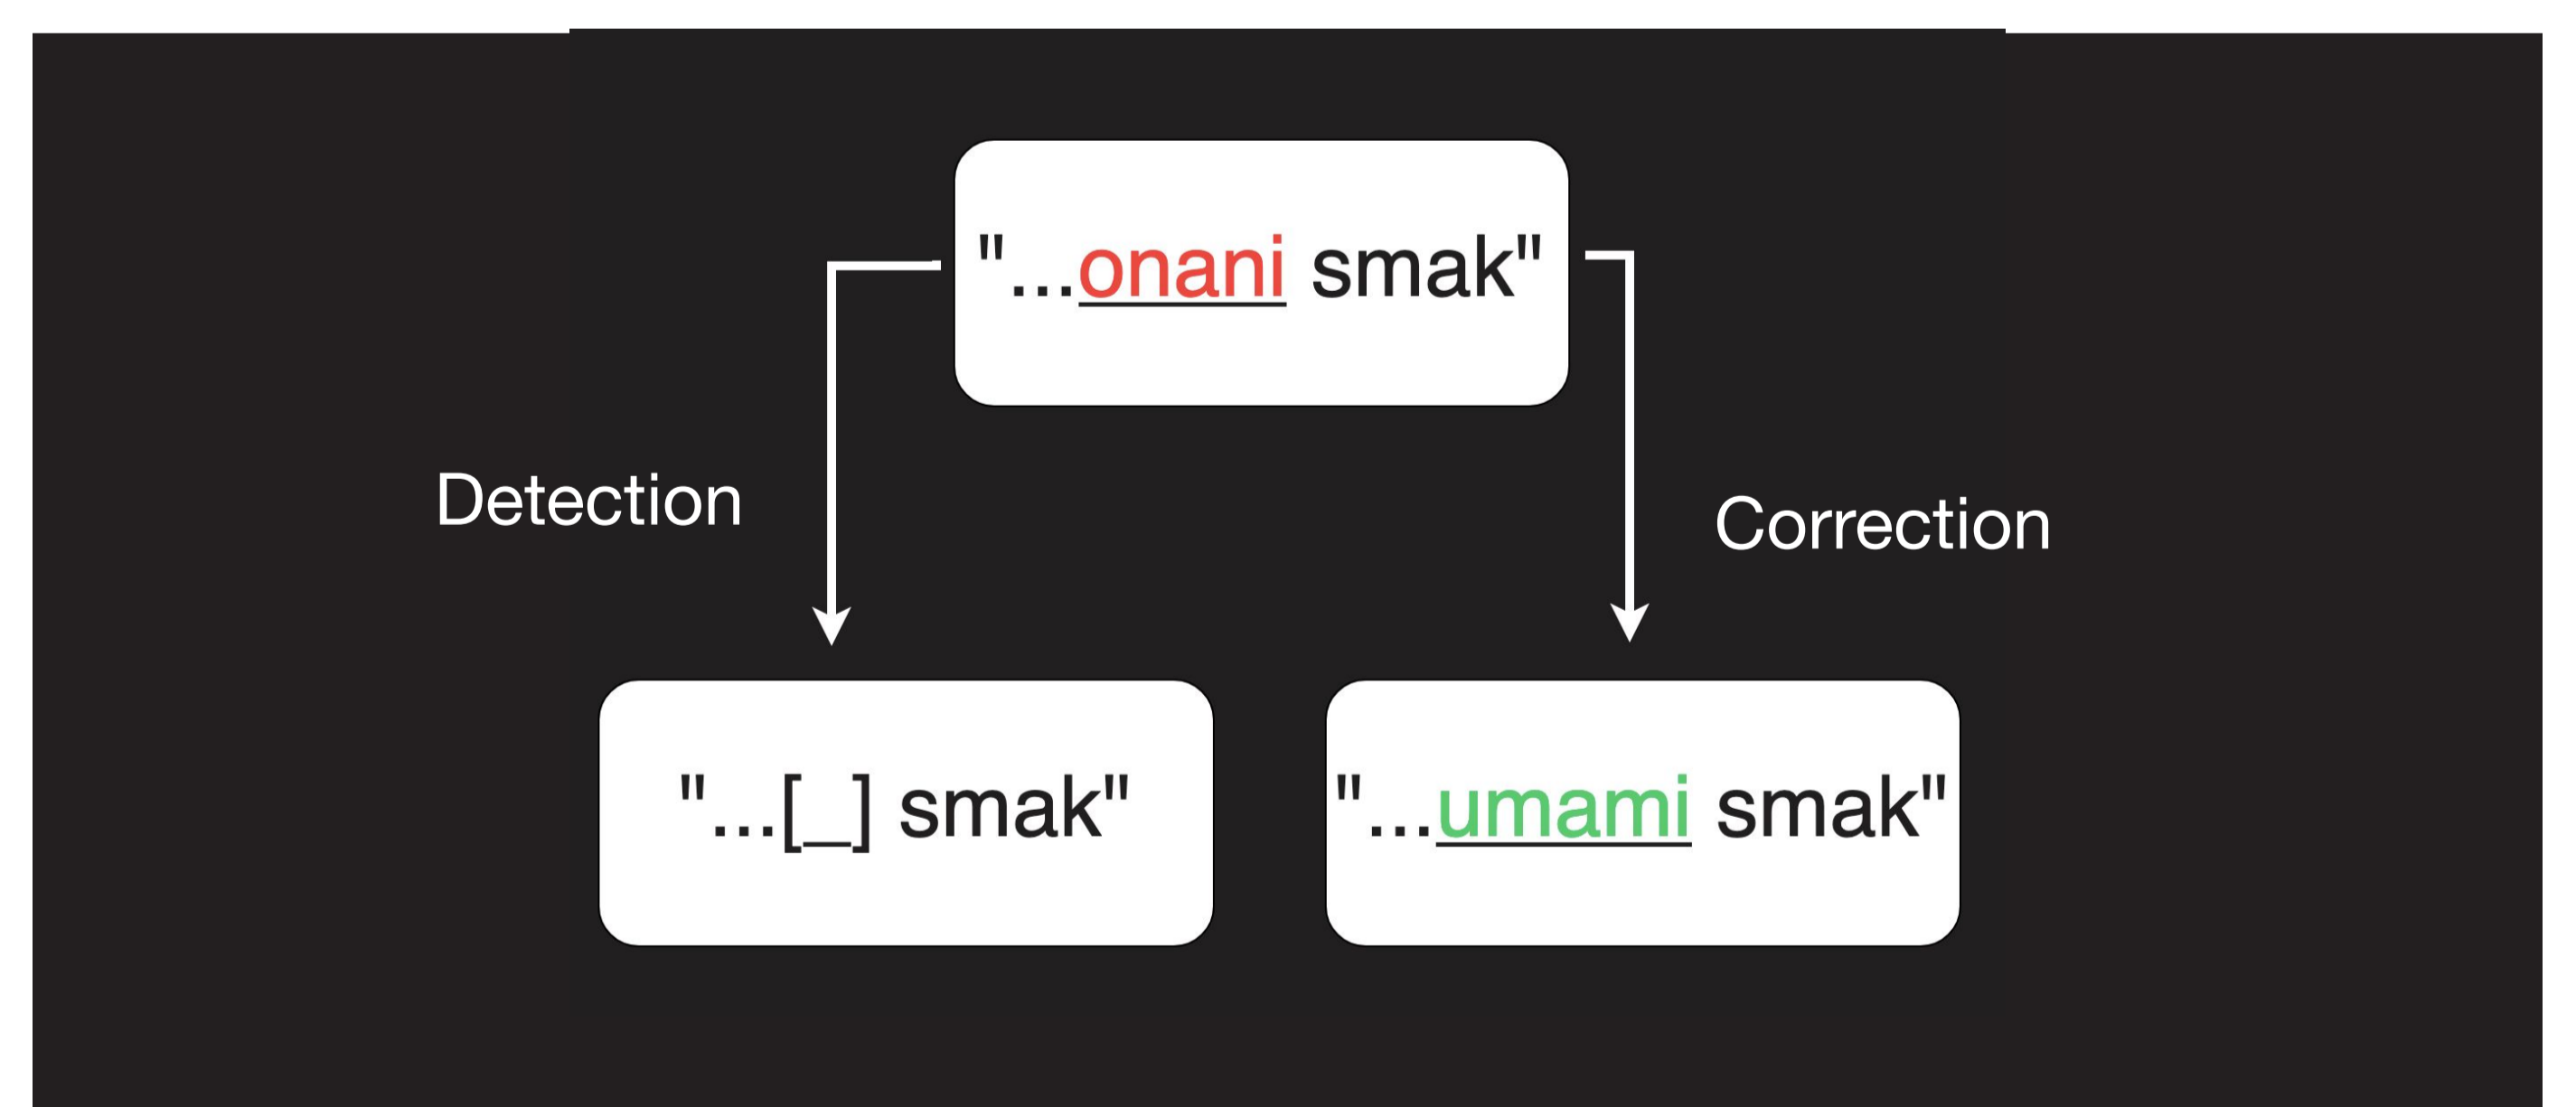 "...onani smak"
Detection
Correction
"...[_] smak"
"...umami smak"